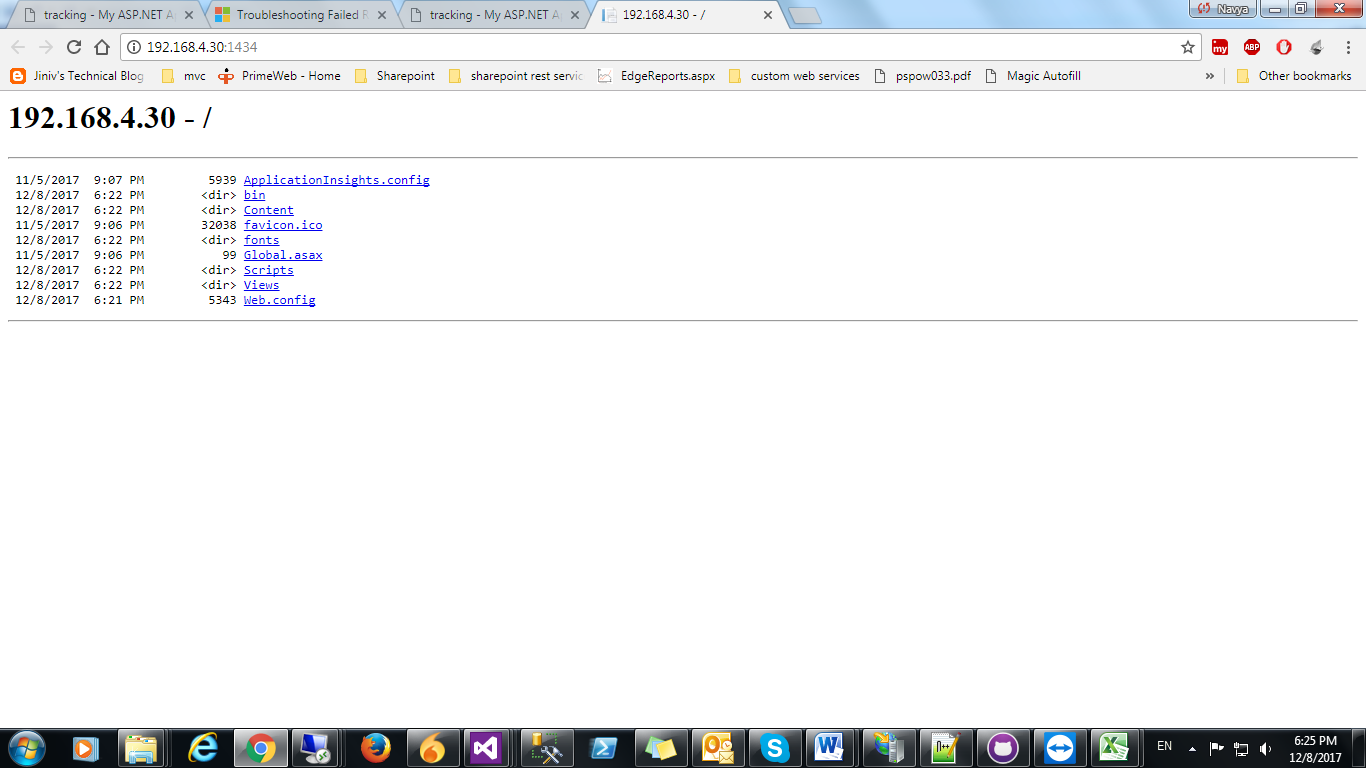 tracking - My ASP.NET A
Troubleshooting Failed R
tracking - My ASP.NET A
192.168.4.30 - /
Navya
192.168.4.30:1434
my
ABP
Jiniv's Technical Blog
mvc
PrimeWeb - Home
Sharepoint
sharepoint rest servic
EdgeReports.aspx
custom web services
pspow033.pdf
Magic Autofill
»
Other bookmarks
192.168.4.30 - /
11/5/2017 9:07 PM 5939 ApplicationInsights.config
12/8/2017 6:22 PM <dir> bin
12/8/2017 6:22 PM <dir> Content
11/5/2017 9:06 PM 32038 favicon.ico
12/8/2017 6:22 PM <dir> fonts
11/5/2017 9:06 PM 99 Global.asax
12/8/2017 6:22 PM <dir> Scripts
12/8/2017 6:22 PM <dir> Views
12/8/2017 6:21 PM 5343 Web.config
EN
6:25 PM
12/8/2017